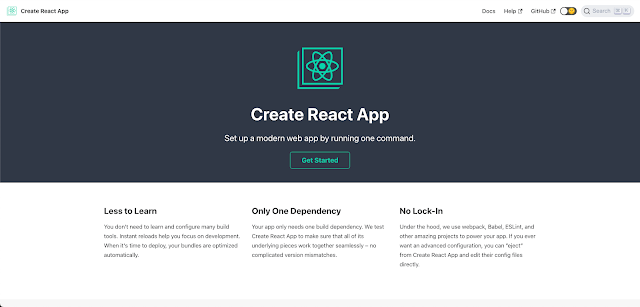 Create React App
Docs
Help
GitHub
Search
Create React App
Set up a modern web app by running one command.
Get Started
Less to Learn
You don't need to learn and configure many build
tools. Instant reloads help you focus on development.
When it's time to deploy, your bundles are optimized
automatically.
Only One Dependency
Your app only needs one build dependency. We test
Create React App to make sure that all of its
underlying pieces work together seamlessly – no
complicated version mismatches.
No Lock-In
Under the hood, we use webpack, Babel, ESLint, and
other amazing projects to power your app. If you ever
want an advanced configuration, you can "eject"
from Create React App and edit their config files
directly.